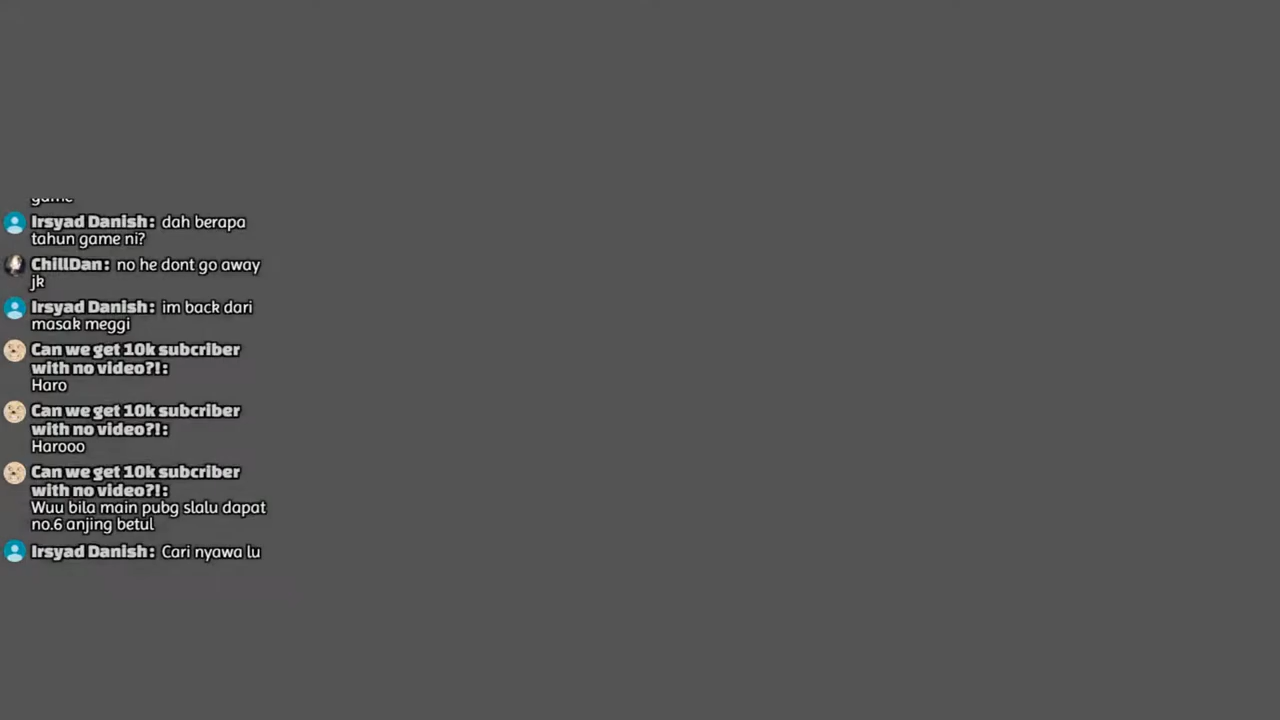 game
Irsyad Danish: dah berapa
tahun game ni?
ChillDan: no he dont go away
jk
Irsyad Danish: im back dari
masak meggi
Can we get 10k subcriber
with no video?!:
Haro
Can we get 10k subcriber
with no video?!:
Harooo
Can we get 10k subcriber
with no video?!:
Wuu bila main pubg slalu dapat
no.6 anjing betul
Irsyad Danish: Cari nyawa lu